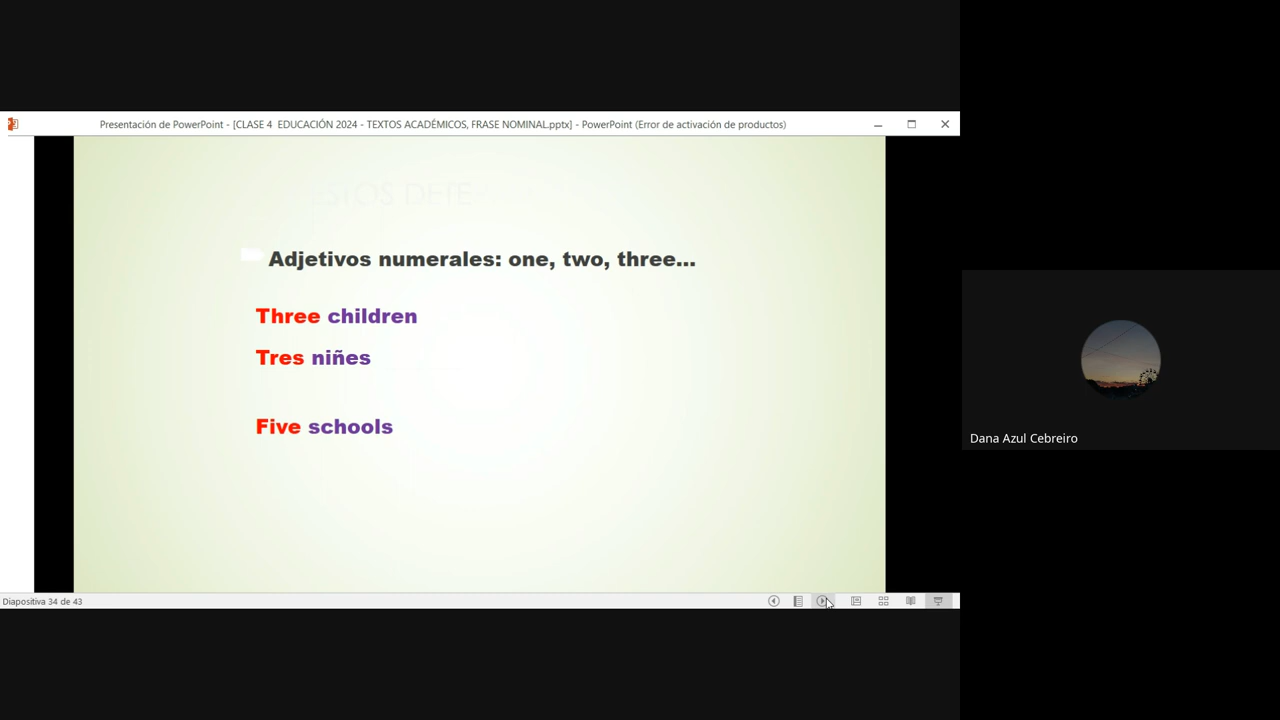 Presentación de PowerPoint - [CLASE 4 EDUCACIÓN 2024 - TEXTOS ACADÉMICOS, FRASE NOMINAL.pptx] - PowerPoint (Error de activación de productos)
Adjetivos numerales: one, two, three...
Three children
Tres niñes
Five schools
Dana Azul Cebreiro
Diapositiva 34 de 43